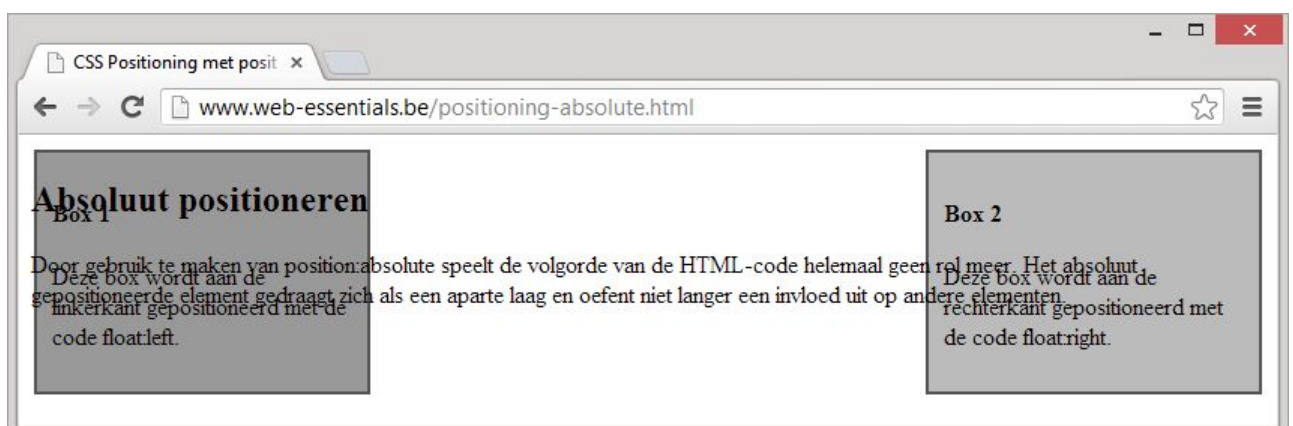 CSS Positioning met posit
www.web-essentials.be/positioning-absolute.html
Absoluut positioneren
Box 1
Box 2
Door gebruik te maken van position:absolute speelt de volgorde van de HTML-code helemaal geen rol meer. Het absoluut
gepositioneerde element gedraagt zich als een aparte laag en oefent niet langer een invloed uit op andere elementen.
Deze box wordt aan de
linkerkant gepositioneerd met de
code float:left.
Deze box wordt aan de
rechterkant gepositioneerd met
de code float:right.